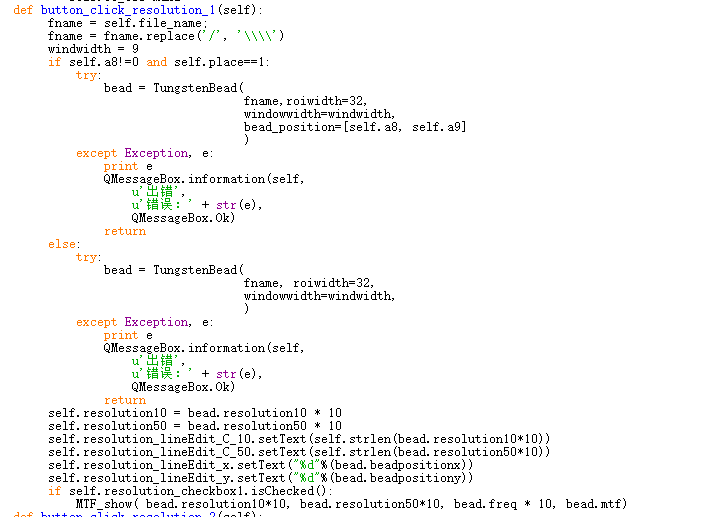 def button_click_resolution_1(self):
    fname = self.file_name;
    fname = fname.replace('/', '\\\\')
    windwidth = 9
    if self.a8!=0 and self.place==1:
        try:
            bead = TungstenBead(
                                fname,roiwidth=32,
                                windowwidth=windwidth,
                                bead_position=[self.a8, self.a9]
                                )
        except Exception, e:
            print e
            QMessageBox.information(self,
                u'出错',
                u'错误：' + str(e),
                QMessageBox.Ok)
            return
    else:
        try:
            bead = TungstenBead(
                                fname, roiwidth=32,
                                windowwidth=windwidth,
                                )
        except Exception, e:
            print e
            QMessageBox.information(self,
                u'出错',
                u'错误：' + str(e),
                QMessageBox.Ok)
            return
    self.resolution10 = bead.resolution10 * 10
    self.resolution50 = bead.resolution50 * 10
    self.resolution_lineEdit_C_10.setText(self.strlen(bead.resolution10*10))
    self.resolution_lineEdit_C_50.setText(self.strlen(bead.resolution50*10))
    self.resolution_lineEdit_x.setText("%d"%(bead.beadpositionx))
    self.resolution_lineEdit_y.setText("%d"%(bead.beadpositiony))
    if self.resolution_checkbox1.isChecked():
        MTF_show( bead.resolution10*10, bead.resolution50*10, bead.freq * 10, bead.mtf)
def button_click_resolution_2(self):